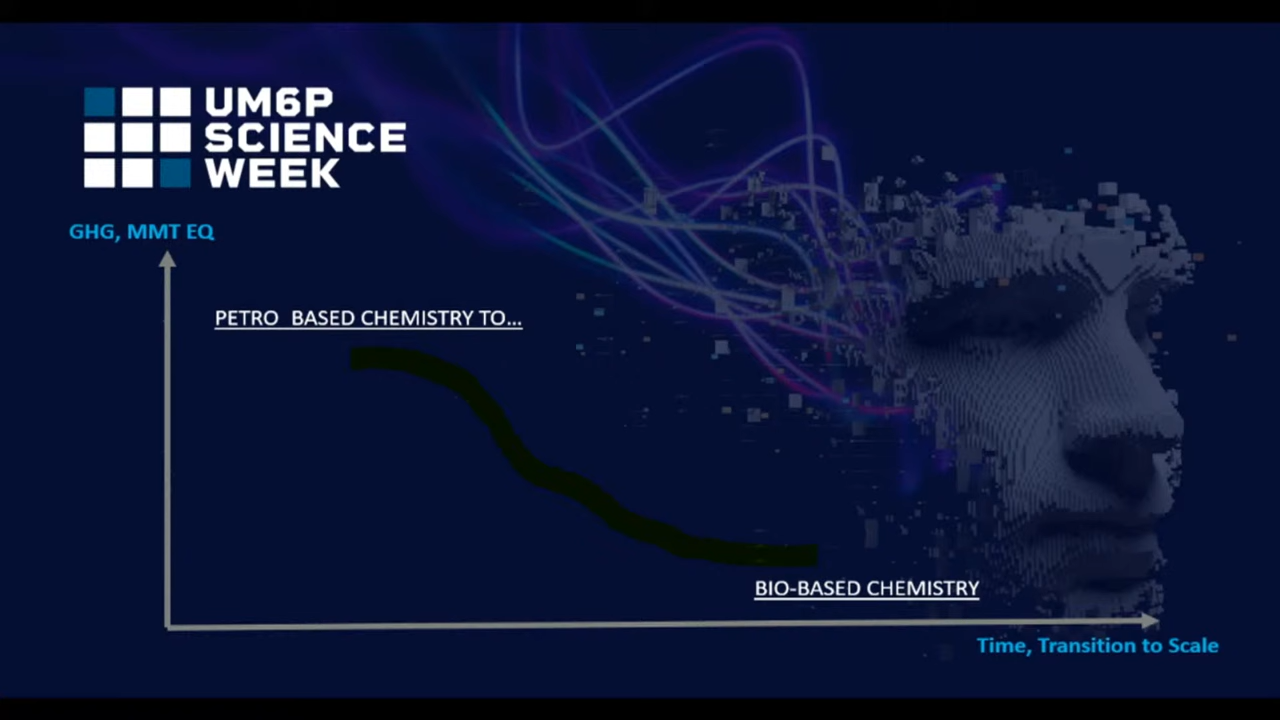 UM6P
SCIENCE
WEEK
GHG, MMT EQ
PETRO BASED CHEMISTRY TO...
BIO-BASED CHEMISTRY
Time, Transition to Scale